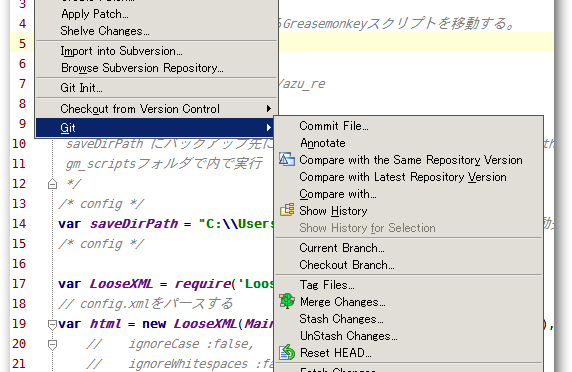 Apply Patch...
Shelve Changes...
Import into Subversion...
Browse Subversion Repository...
Git Init...
Checkout from Version Control
Git
Commit File...
Annotate
Compare with the Same Repository Version
Compare with Latest Repository Version
Compare with...
Show History
Show History for Selection
Current Branch...
Checkout Branch...
Tag Files...
Merge Changes...
Stash Changes...
UnStash Changes...
Reset HEAD...
3
4 Greasemonkeyスクリプトを移動する。
5
6
7 /azu_re
8
9
10 saveDirPath にバックアップ先に
11 gm_scriptsフォルダで内で実行
12 */
13 /* config */
14 var saveDirPath = "C:\\Users
15 /* config */
16
17 var LooseXML = require('Loos
18 // config.xmlをパースする
19 var html = new LooseXML(Main ),
20 // ignoreCase :false,
21 // ignoreWhitespaces :fa